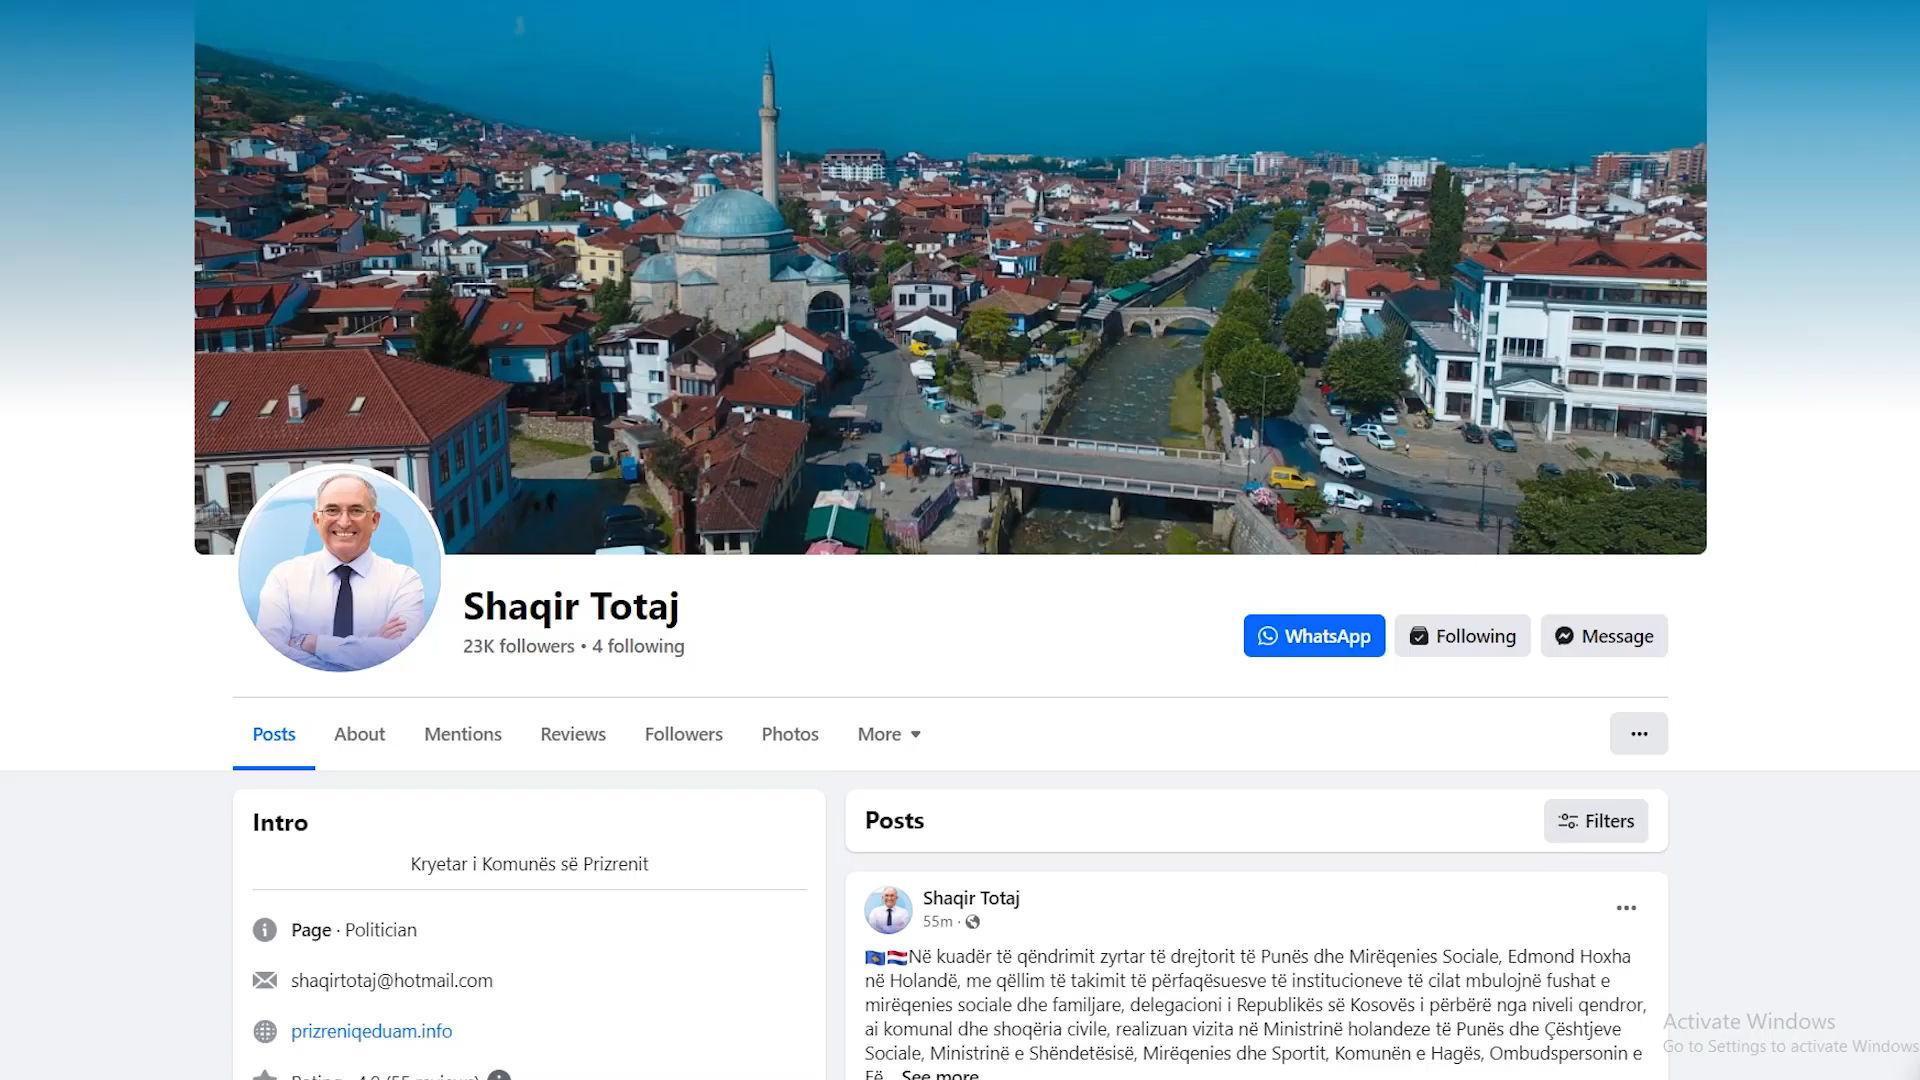 Shaqir Totaj
23K followers • 4 following
WhatsApp
Following
Message
Posts
About
Mentions
Reviews
Followers
Photos
More
Intro
Kryetar i Komunës së Prizrenit
Page · Politician
shaqirtotaj@hotmail.com
prizreniqeduam.info
Posts
Filters
Shaqir Totaj
55m ·
Në kuadër të qëndrimit zyrtar të drejtorit të Punës dhe Mirëqenies Sociale, Edmond Hoxha
në Holandë, me qëllim të takimit të përfaqësuesve të institucioneve të cilat mbulojnë fushat e
mirëqenies sociale dhe familjare, delegacioni i Republikës së Kosovës i përbërë nga niveli qendror,
ai komunal dhe shoqëria civile, realizuan vizita në Ministrinë holandeze të Punës dhe Çështjeve
Sociale, Ministrinë e Shëndetësisë, Mirëqenies dhe Sportit, Komunën e Hagës, Ombudspersonin e
Fë... See more
Activate Windows
Go to Settings to activate Windows